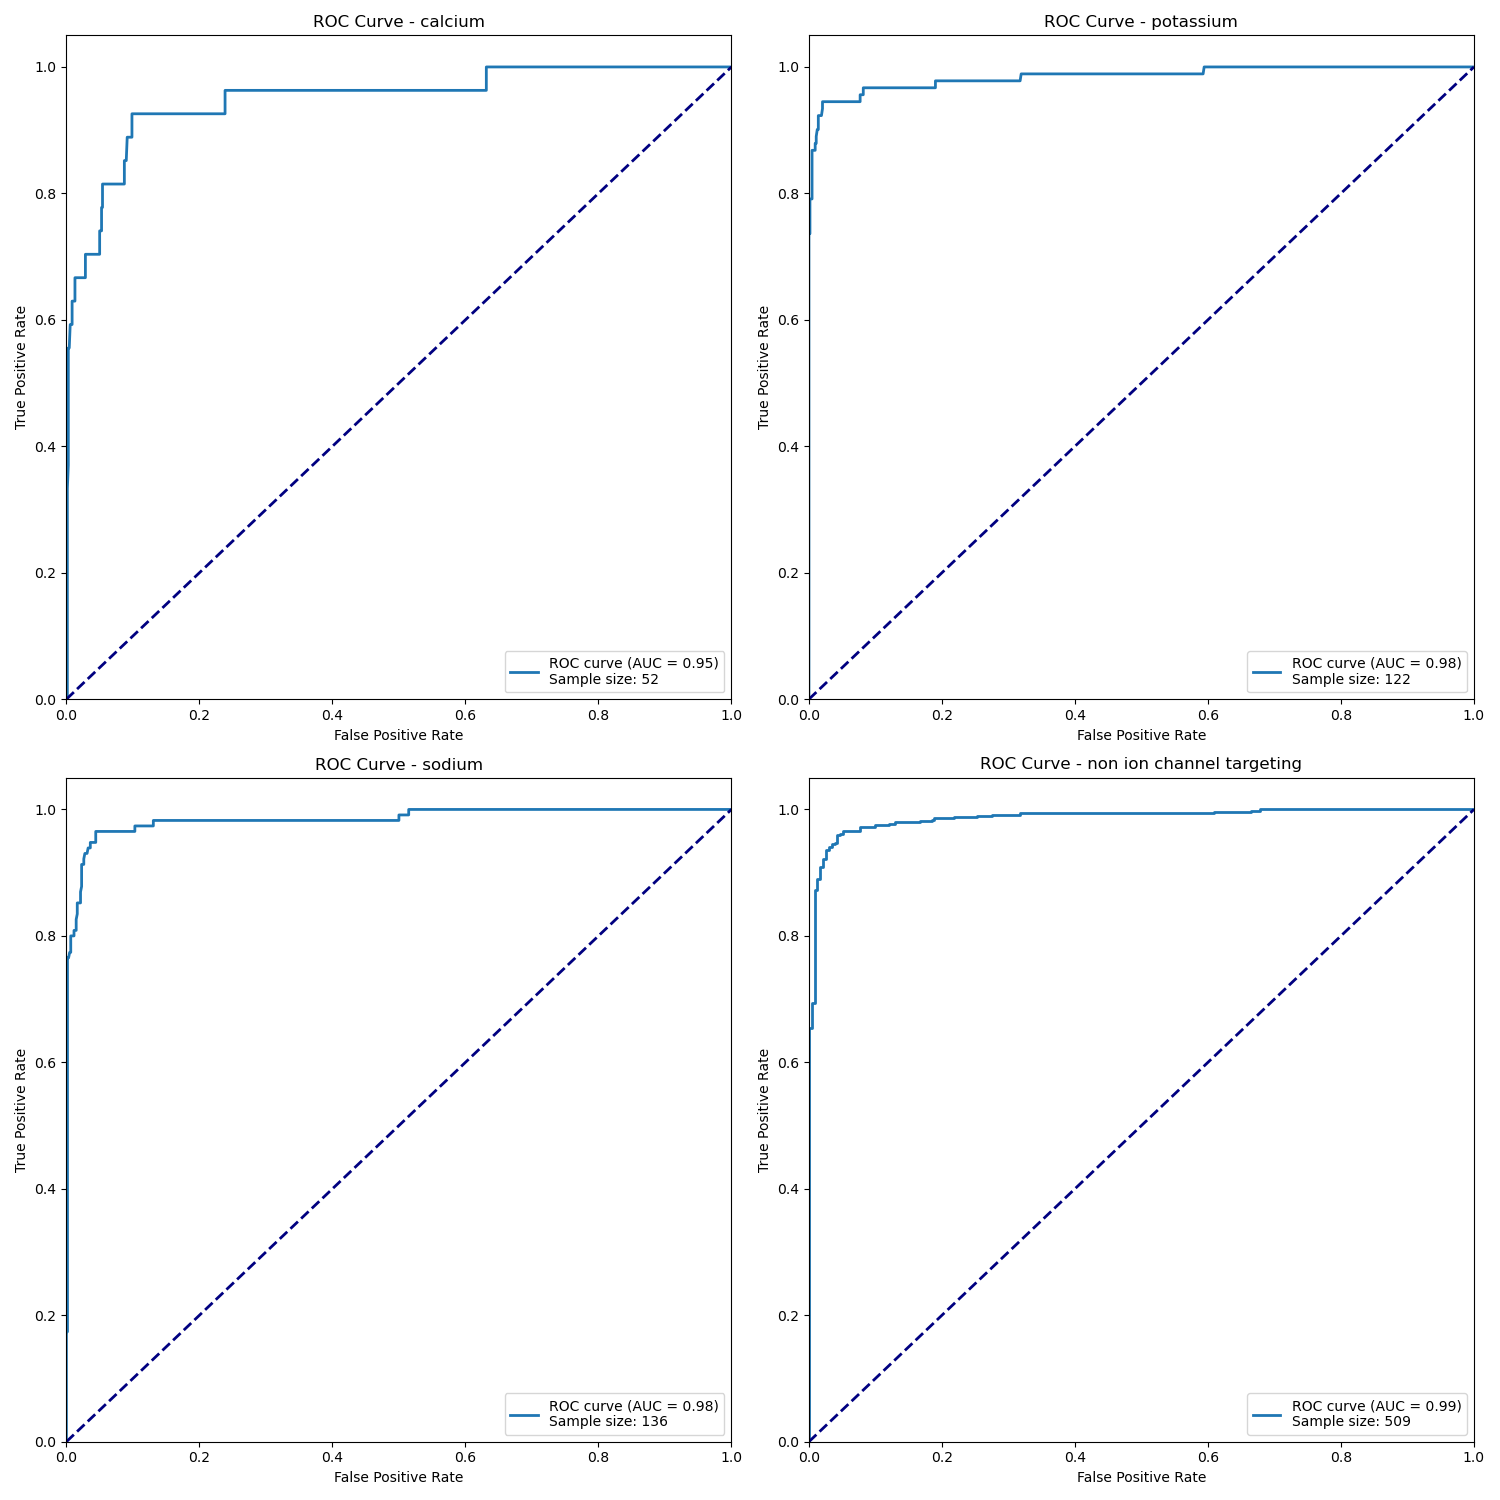 ROC Curve - calcium
1.0
0.8
0.6
0.4
0.2
0.0
True Positive Rate
ROC curve (AUC = 0.95)
Sample size: 52
0.0 0.2 0.4 0.6 0.8 1.0
False Positive Rate
ROC Curve - potassium
1.0
0.8
0.6
0.4
0.2
0.0
True Positive Rate
ROC curve (AUC = 0.98)
Sample size: 122
0.0 0.2 0.4 0.6 0.8 1.0
False Positive Rate
ROC Curve - sodium
1.0
0.8
0.6
0.4
0.2
0.0
True Positive Rate
ROC curve (AUC = 0.98)
Sample size: 136
0.0 0.2 0.4 0.6 0.8 1.0
False Positive Rate
ROC Curve - non ion channel targeting
1.0
0.8
0.6
0.4
0.2
0.0
True Positive Rate
ROC curve (AUC = 0.99)
Sample size: 509
0.0 0.2 0.4 0.6 0.8 1.0
False Positive Rate